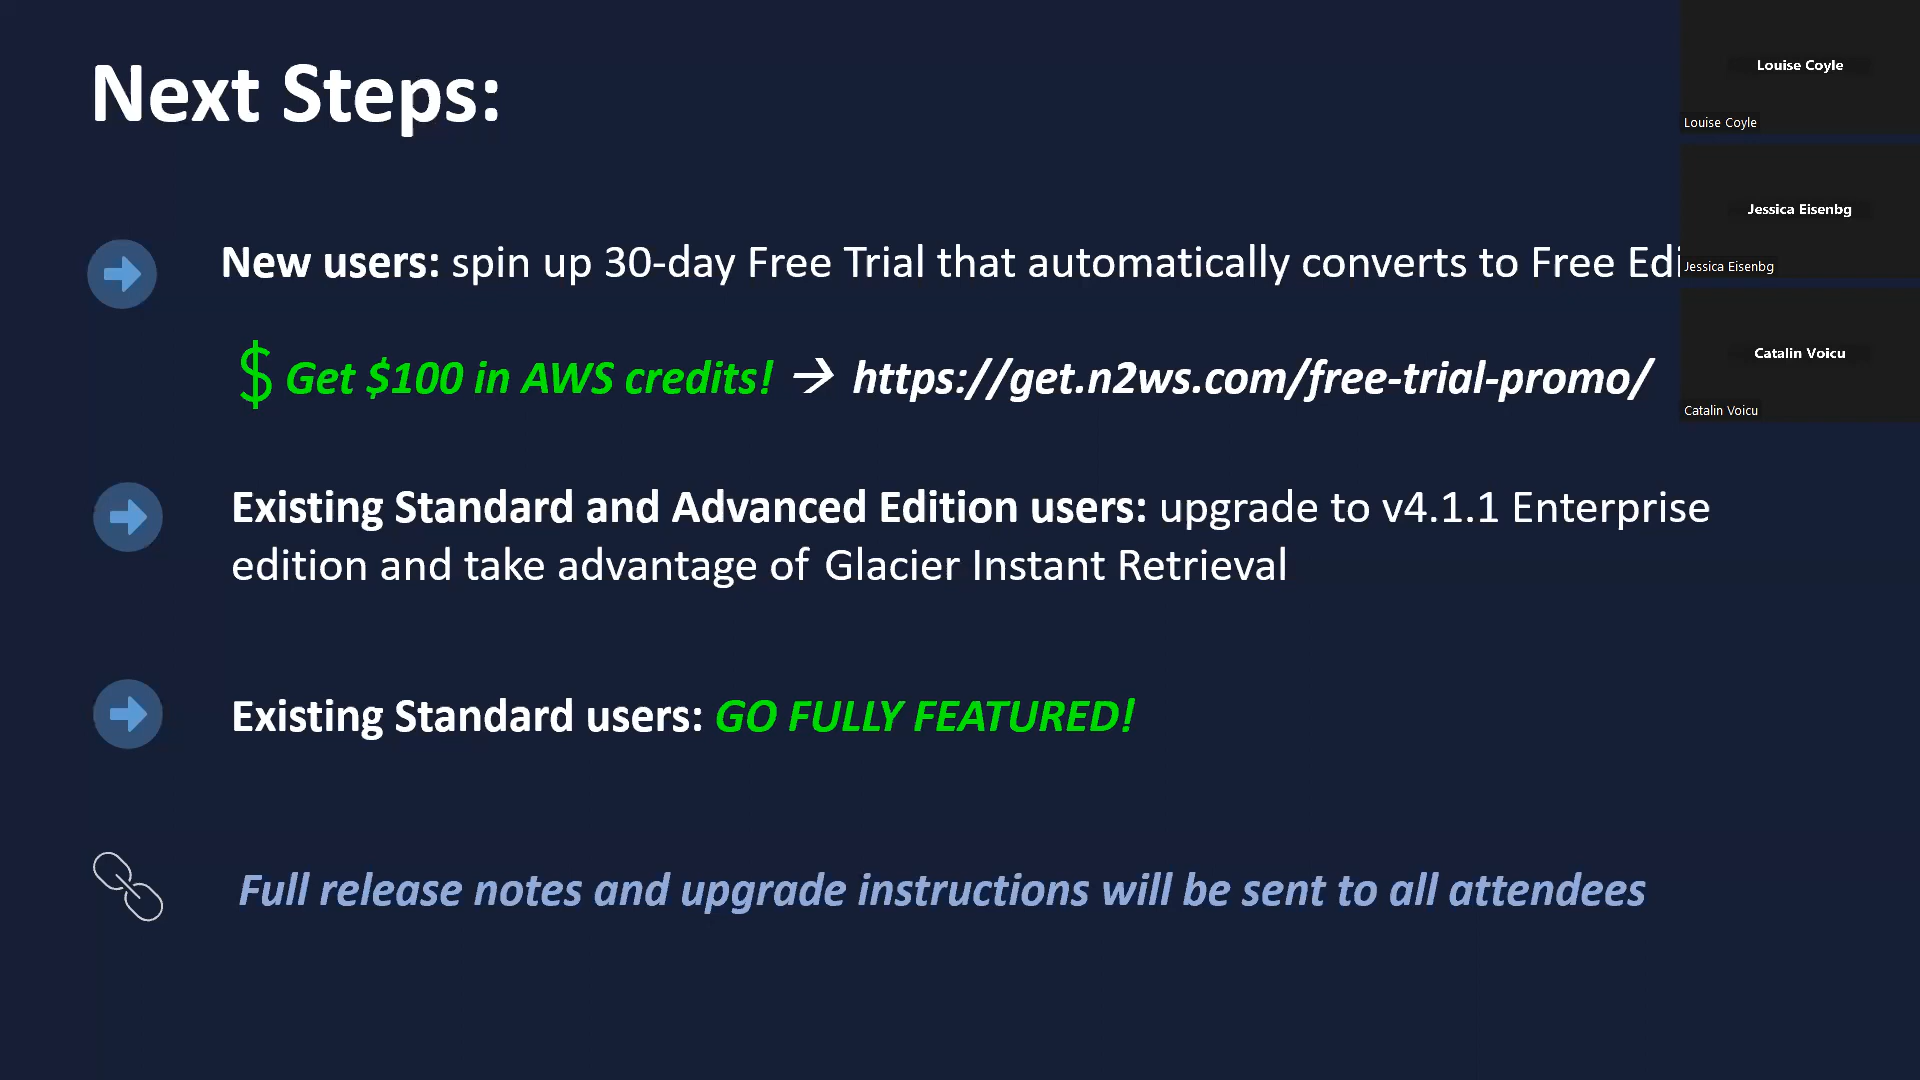 Next Steps:
New users: spin up 30-day Free Trial that automatically converts to Free Edi
$ Get $100 in AWS credits! → https://get.n2ws.com/free-trial-promo/
Existing Standard and Advanced Edition users: upgrade to v4.1.1 Enterprise
edition and take advantage of Glacier Instant Retrieval
Existing Standard users: GO FULLY FEATURED!
Full release notes and upgrade instructions will be sent to all attendees
Louise Coyle
Louise Coyle
Jessica Eisenbg
Jessica Eisenbg
Catalin Voicu
Catalin Voicu